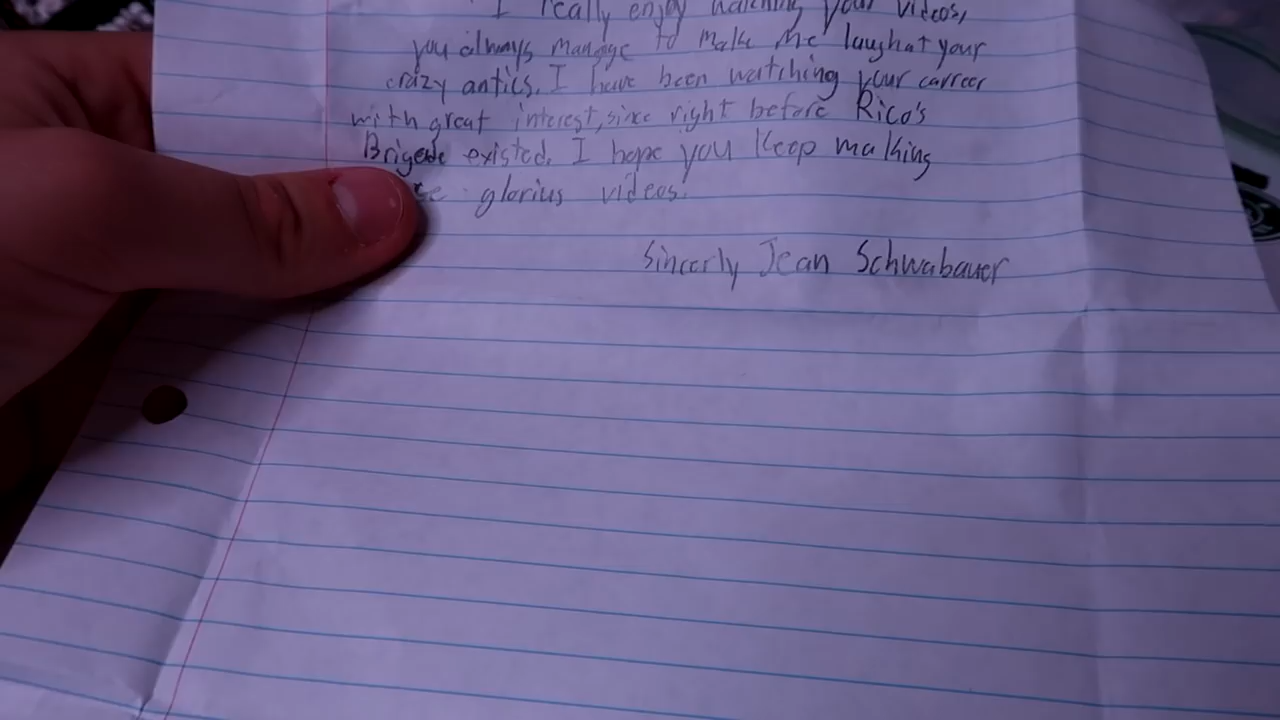 I really enjoy watching your videos,
you always manage to make me laugh at your
crazy antics. I have been watching your carreer
with great interest, since right before Rico's
Brigade existed. I hope you keep making
glorius videos.
Sincerly Jean Schwabauer